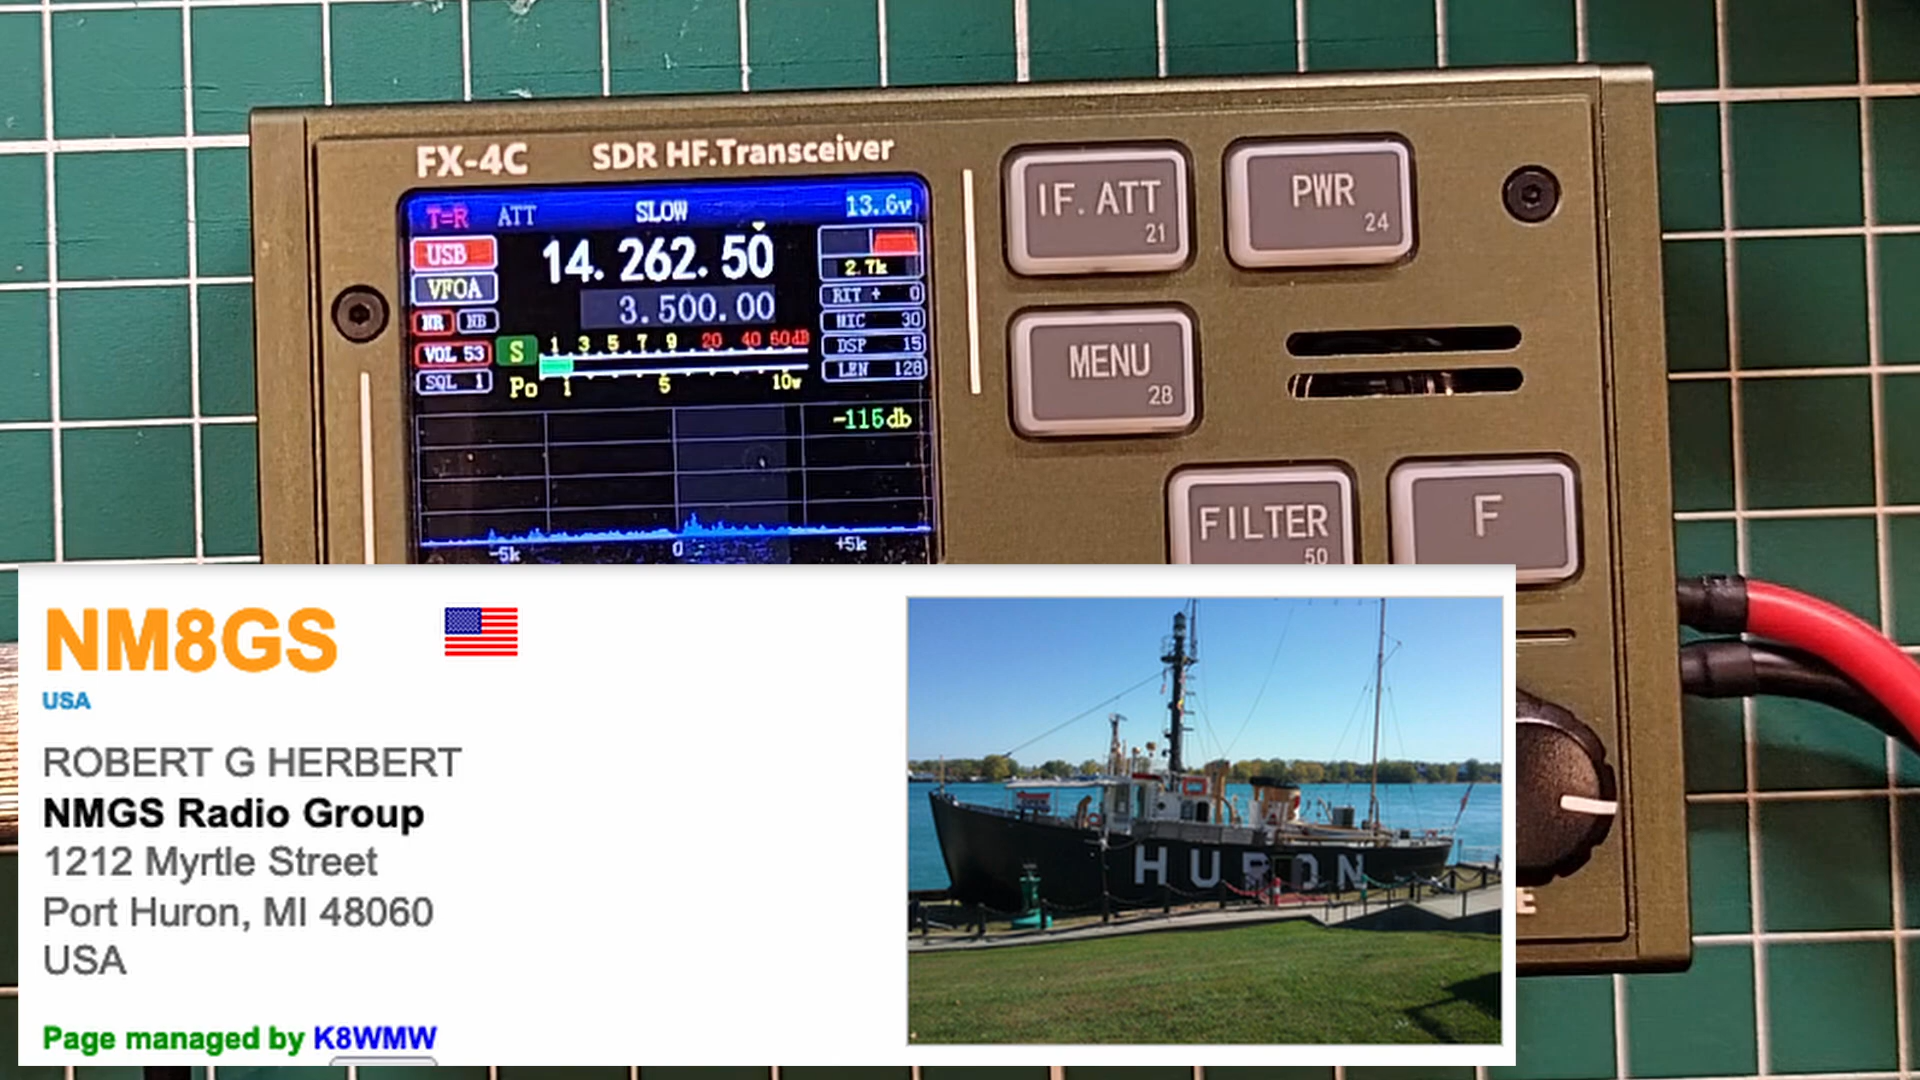 FX-4C SDR HF.Transceiver
T=R ATT SLOW 13.6v
USB 14. 262. 50
2.7k
VFOA 3.500.00
RIT + 0
NR NB
MIC 30
VOL 53 S 1 3 5 7 9 20 40 60dB
DSP 15
SQL 1 Po 1 5 10w
LEN 128
-115db
-5k 0 +5k
IF. ATT
21
PWR
24
MENU
28
FILTER
50
F
NM8GS
USA
ROBERT G HERBERT
NMGS Radio Group
1212 Myrtle Street
Port Huron, MI 48060
USA
Page managed by K8WMW
HURON